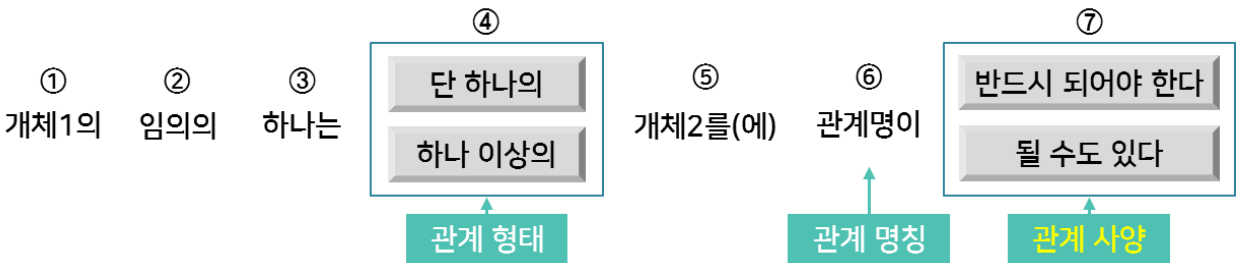 ④ ⑦
① ② ③ 단 하나의 ⑤ ⑥ 반드시 되어야 한다
개체1의 임의의 하나는 개체2를(에) 관계명이
하나 이상의 될 수도 있다
관계 형태 관계 명칭 관계 사양